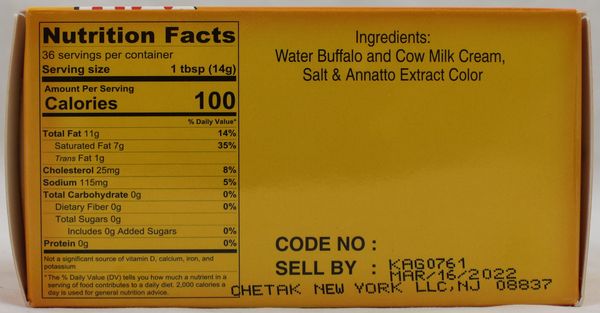 Nutrition Facts
36 servings per container
Serving size 1 tbsp (14g)
Amount Per Serving
Calories 100
% Daily Value*
Total Fat 11g 14%
Saturated Fat 7g 35%
Trans Fat 1g
Cholesterol 25mg 8%
Sodium 115mg 5%
Total Carbohydrate 0g 0%
Dietary Fiber 0g 0%
Total Sugars 0g
Includes 0g Added Sugars 0%
Protein 0g 0%
Not a significant source of vitamin D, calcium, iron, and
potassium
*The % Daily Value (DV) tells you how much a nutrient in a
serving of food contributes to a daily diet. 2,000 calories a
day is used for general nutrition advice.
Ingredients:
Water Buffalo and Cow Milk Cream,
Salt & Annatto Extract Color
CODE NO :
SELL BY : KAG0761
MAR/16/2022
CHETAK NEW YORK LLC,NJ 08837